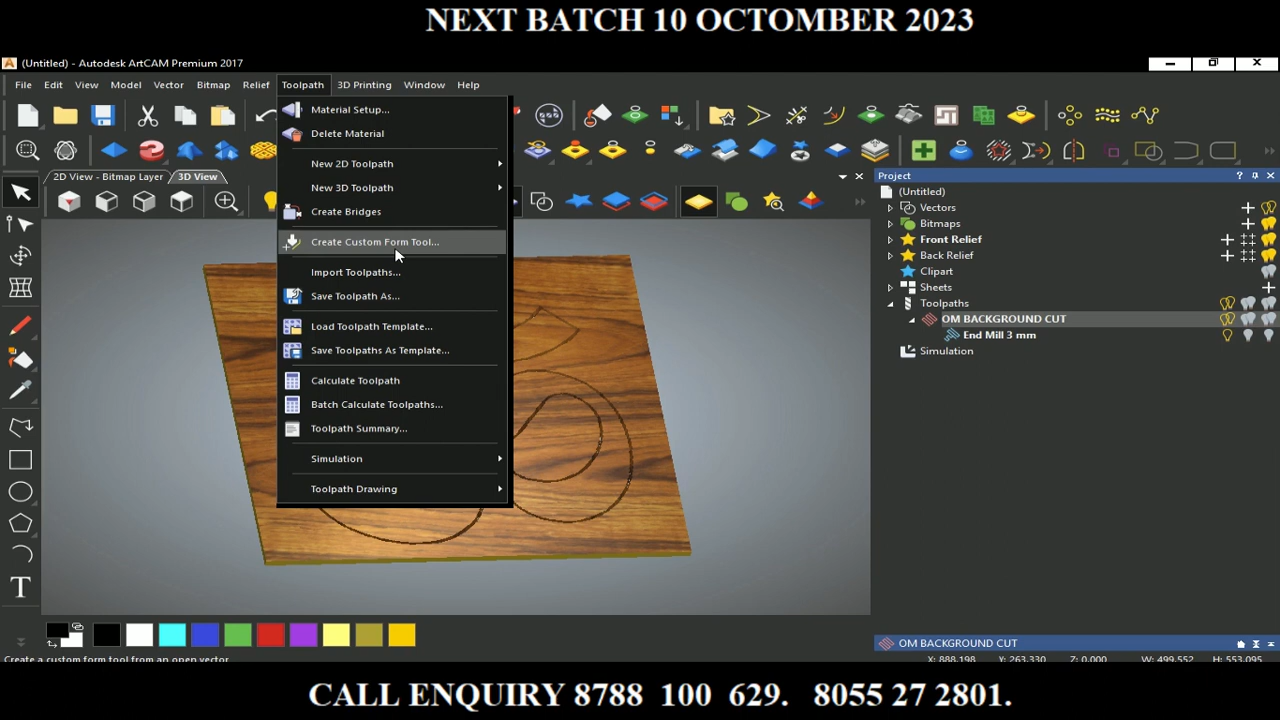 NEXT BATCH 10 OCTOMBER 2023
(Untitled) - Autodesk ArtCAM Premium 2017
File Edit View Model Vector Bitmap Relief Toolpath 3D Printing Window Help
Material Setup...
Delete Material
New 2D Toolpath
New 3D Toolpath
Create Bridges
Create Custom Form Tool...
Import Toolpaths...
Save Toolpath As...
Load Toolpath Template...
Save Toolpaths As Template...
Calculate Toolpath
Batch Calculate Toolpaths...
Toolpath Summary...
Simulation
Toolpath Drawing
2D View - Bitmap Layer 3D View
T
Project
(Untitled)
Vectors
Bitmaps
Front Relief
Back Relief
Clipart
Sheets
Toolpaths
OM BACKGROUND CUT
End Mill 3 mm
Simulation
OM BACKGROUND CUT
Create a custom form tool from an open vector
X: 888.198 Y: 263.330 Z: 0.000 W: 499.552 H: 553.095
CALL ENQUIRY 8788 100 629. 8055 27 2801.